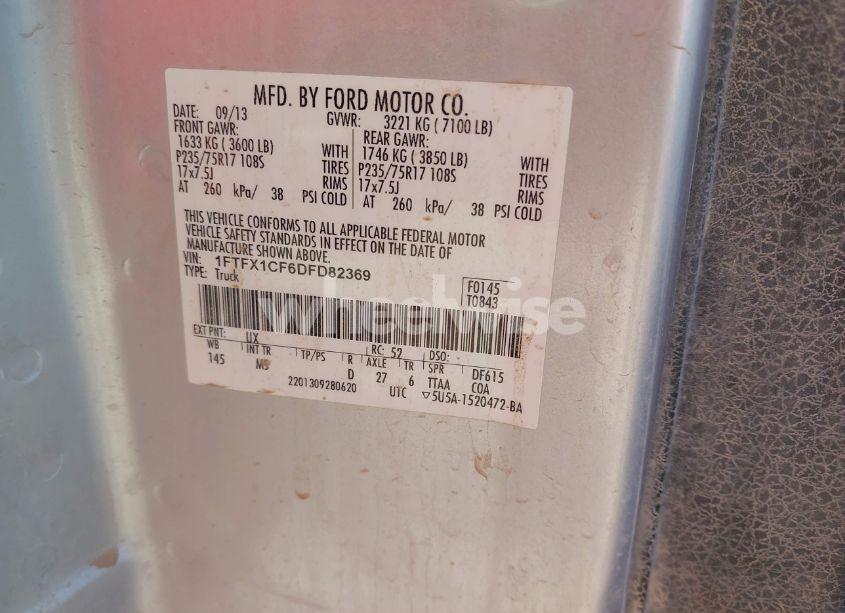 MFD. BY FORD MOTOR CO.
DATE: 09/13 GVWR: 3221 KG ( 7100 LB)
FRONT GAWR: REAR GAWR:
1633 KG ( 3600 LB) WITH 1746 KG ( 3850 LB) WITH
P235/75R17 108S TIRES P235/75R17 108S TIRES
17x7.5J RIMS 17x7.5J RIMS
AT 260 kPa/ 38 PSI COLD AT 260 kPa/ 38 PSI COLD
THIS VEHICLE CONFORMS TO ALL APPLICABLE FEDERAL MOTOR
VEHICLE SAFETY STANDARDS IN EFFECT ON THE DATE OF
MANUFACTURE SHOWN ABOVE.
VIN: 1FTFX1CF6DFD82369 F0145
TYPE: Truck T0843
wheelwise
EXT PNT: UX RC: 52 DSO:
WB INT TR TP/PS R AXLE TR SPR DF615
145 MS D 27 6 TTAA COA
2201309280620 UTC ▽5U5A-1520472-BA